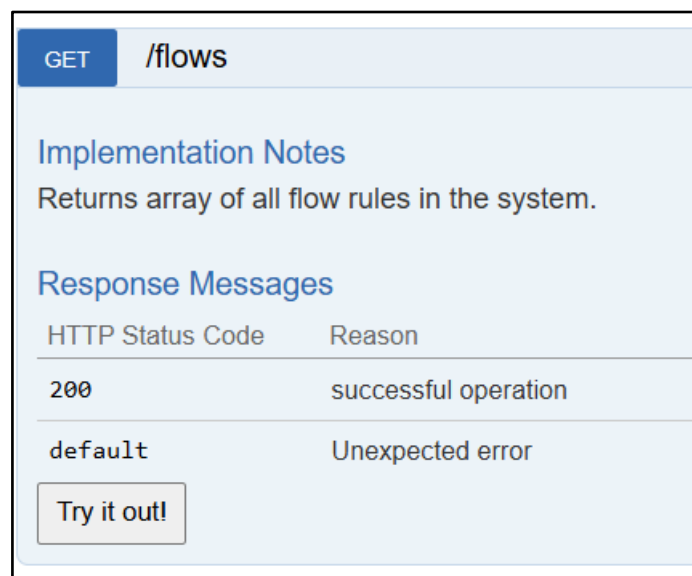 GET /flows
Implementation Notes
Returns array of all flow rules in the system.
Response Messages
HTTP Status Code Reason
200 successful operation
default Unexpected error
Try it out!